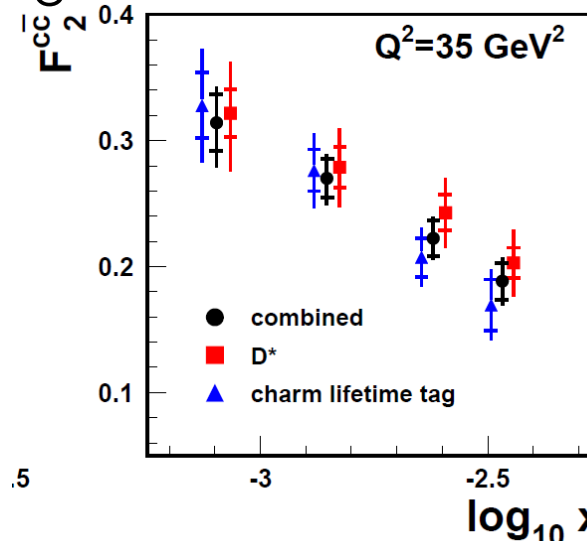 0.4
F₂^cc̄
Q²=35 GeV²
0.3
0.2
combined
D*
charm lifetime tag
0.1
.5 -3 -2.5
log₁₀ x